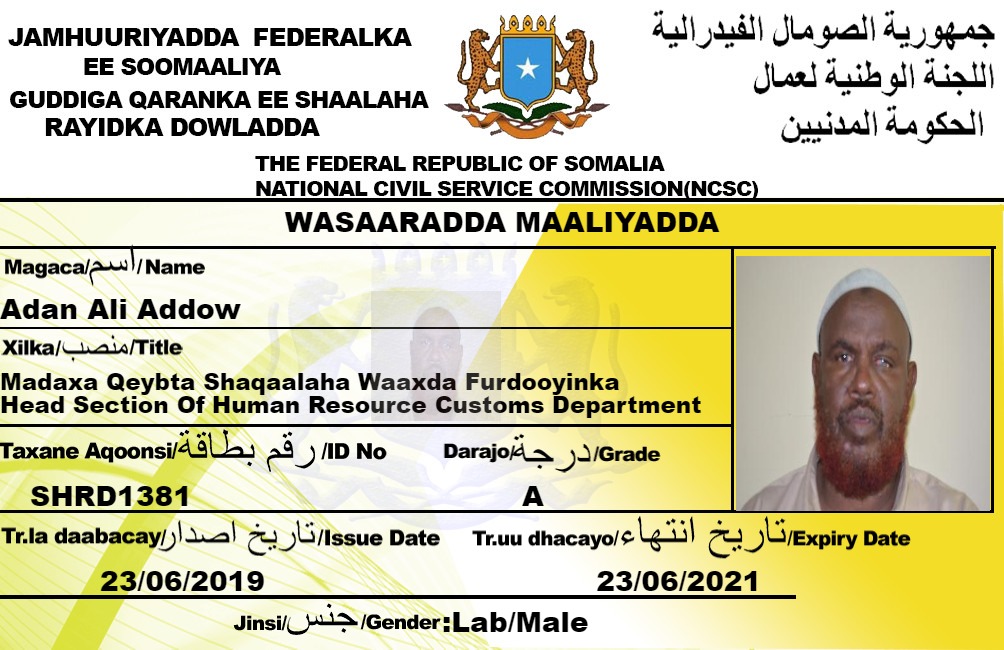 JAMHUURIYADDA FEDERALKA
EE SOOMAALIYA
GUDDIGA QARANKA EE SHAALAHA
RAYIDKA DOWLADDA
جمهورية الصومال الفيدرالية
اللجنة الوطنية لعمال
الحكومة المدنيين
THE FEDERAL REPUBLIC OF SOMALIA
NATIONAL CIVIL SERVICE COMMISSION(NCSC)
WASAARADDA MAALIYADDA
Magaca/اسم/Name
Adan Ali Addow
Xilka/منصب/Title
Madaxa Qeybta Shaqaalaha Waaxda Furdooyinka
Head Section Of Human Resource Customs Department
Taxane Aqoonsi/رقم بطاقة/ID No Darajo/درجة/Grade
SHRD1381 A
Tr.la daabacay/تاريخ اصدار/Issue Date Tr.uu dhacayo/تاريخ انتهاء/Expiry Date
23/06/2019 23/06/2021
Jinsi/جنس/Gender:Lab/Male